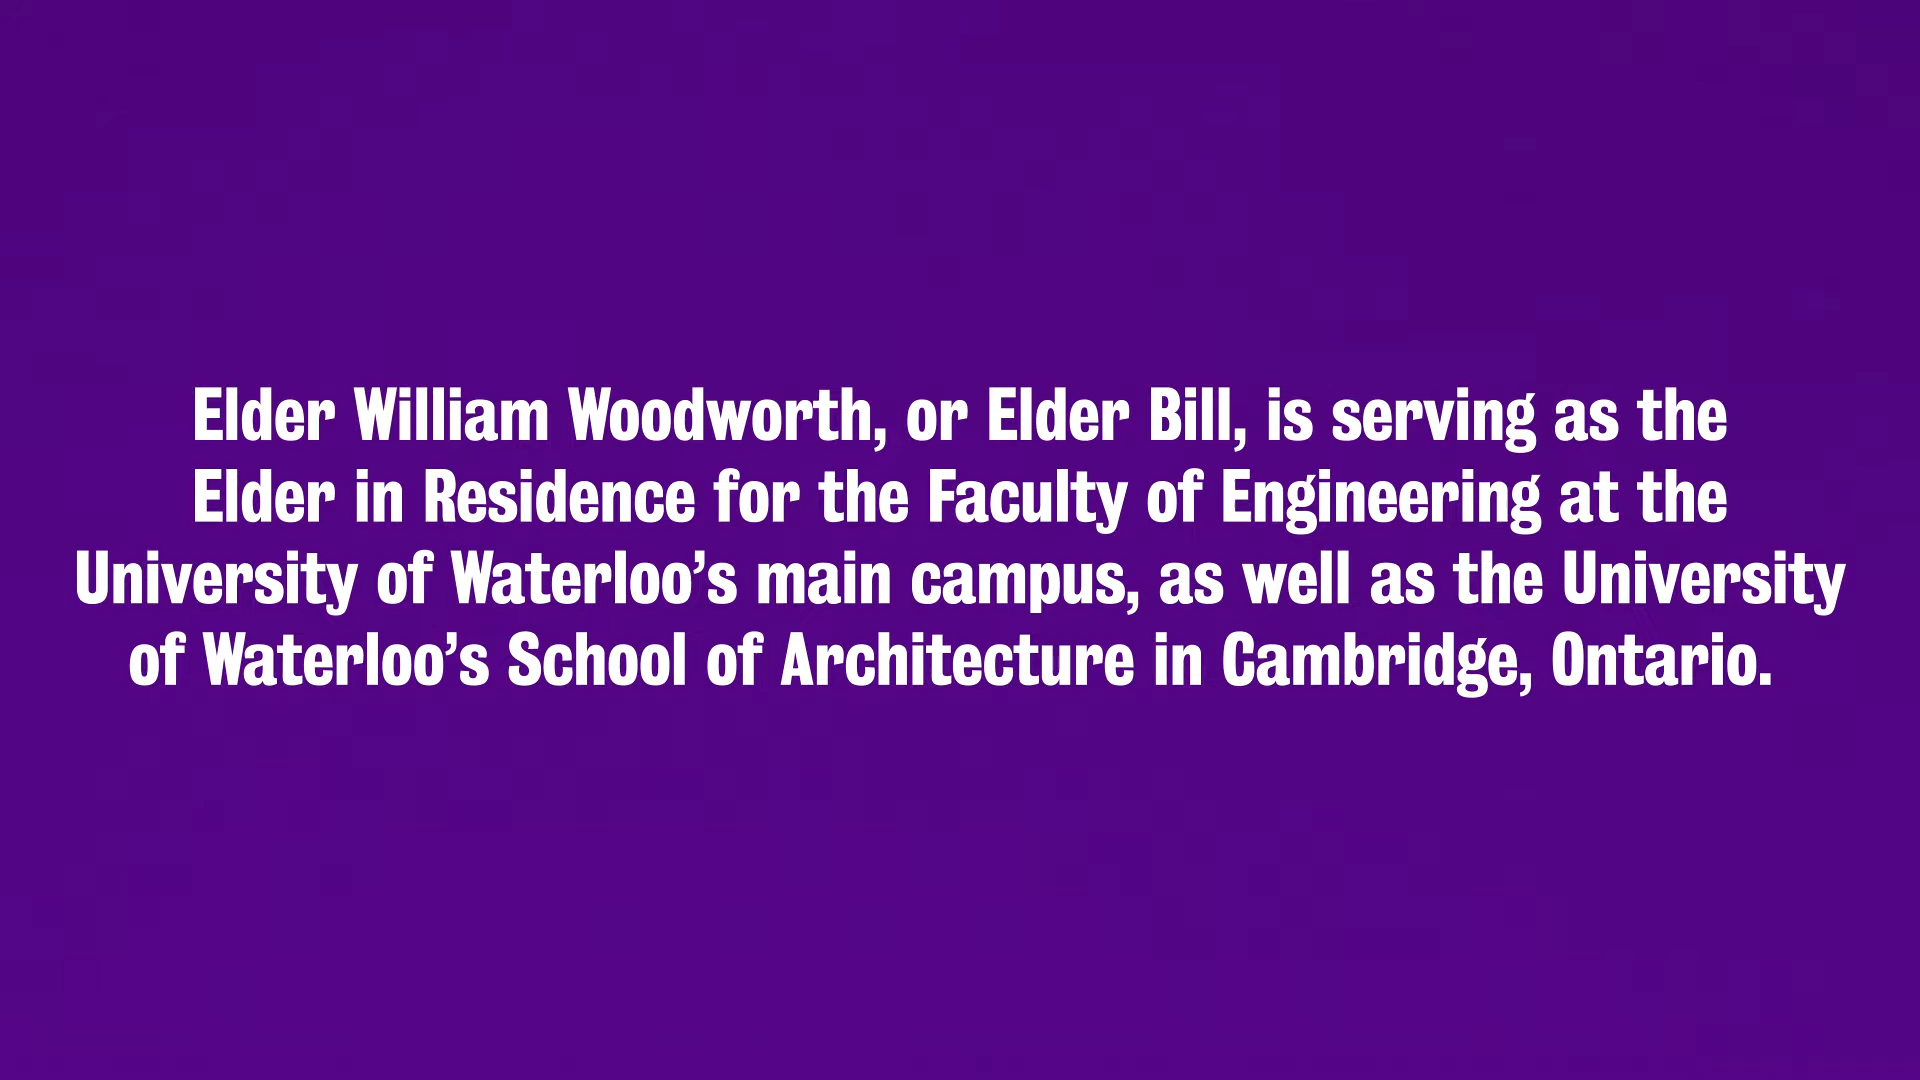 Elder William Woodworth, or Elder Bill, is serving as the
Elder in Residence for the Faculty of Engineering at the
University of Waterloo’s main campus, as well as the University
of Waterloo’s School of Architecture in Cambridge, Ontario.